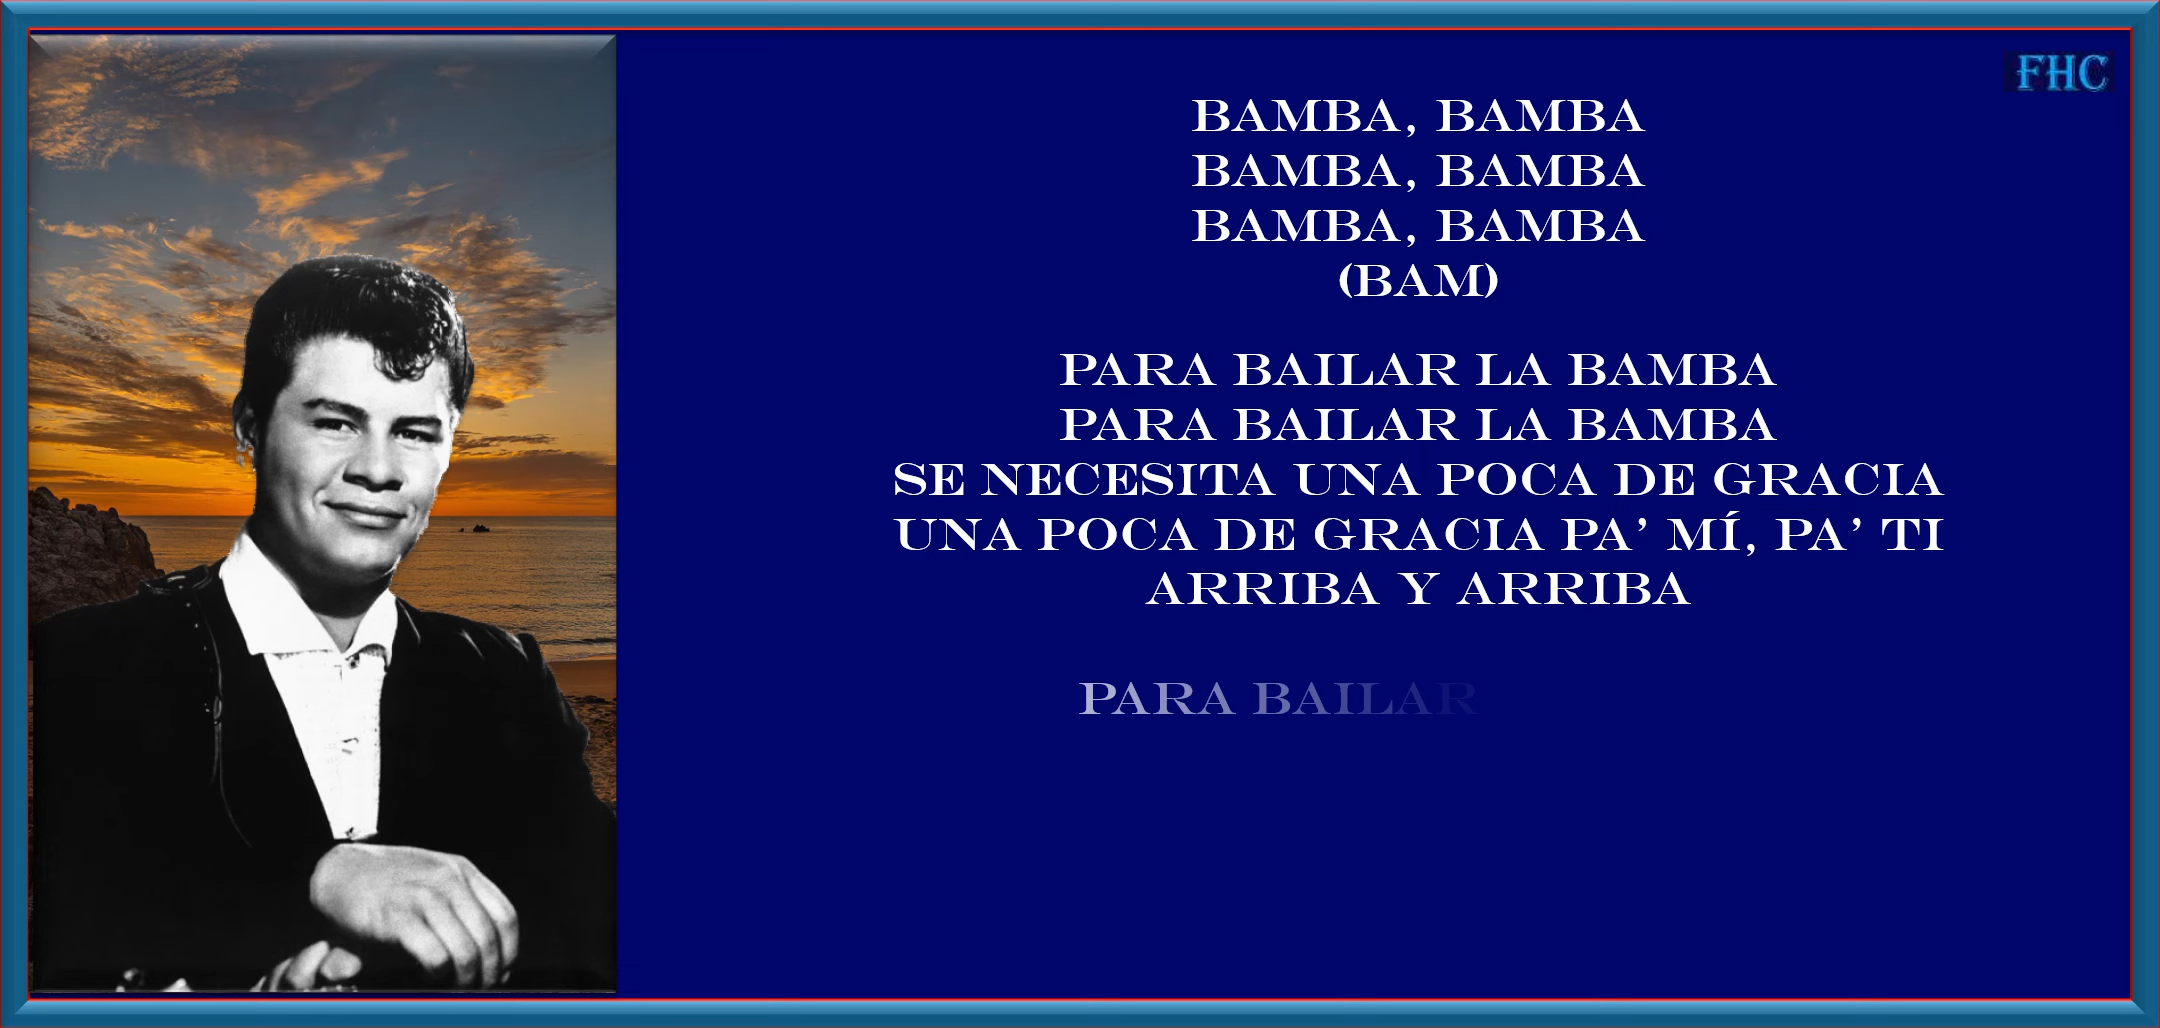 FHC
BAMBA, BAMBA
BAMBA, BAMBA
BAMBA, BAMBA
(BAM)
PARA BAILAR LA BAMBA
PARA BAILAR LA BAMBA
SE NECESITA UNA POCA DE GRACIA
UNA POCA DE GRACIA PA’ MÍ, PA’ TI
ARRIBA Y ARRIBA
PARA BAILAR